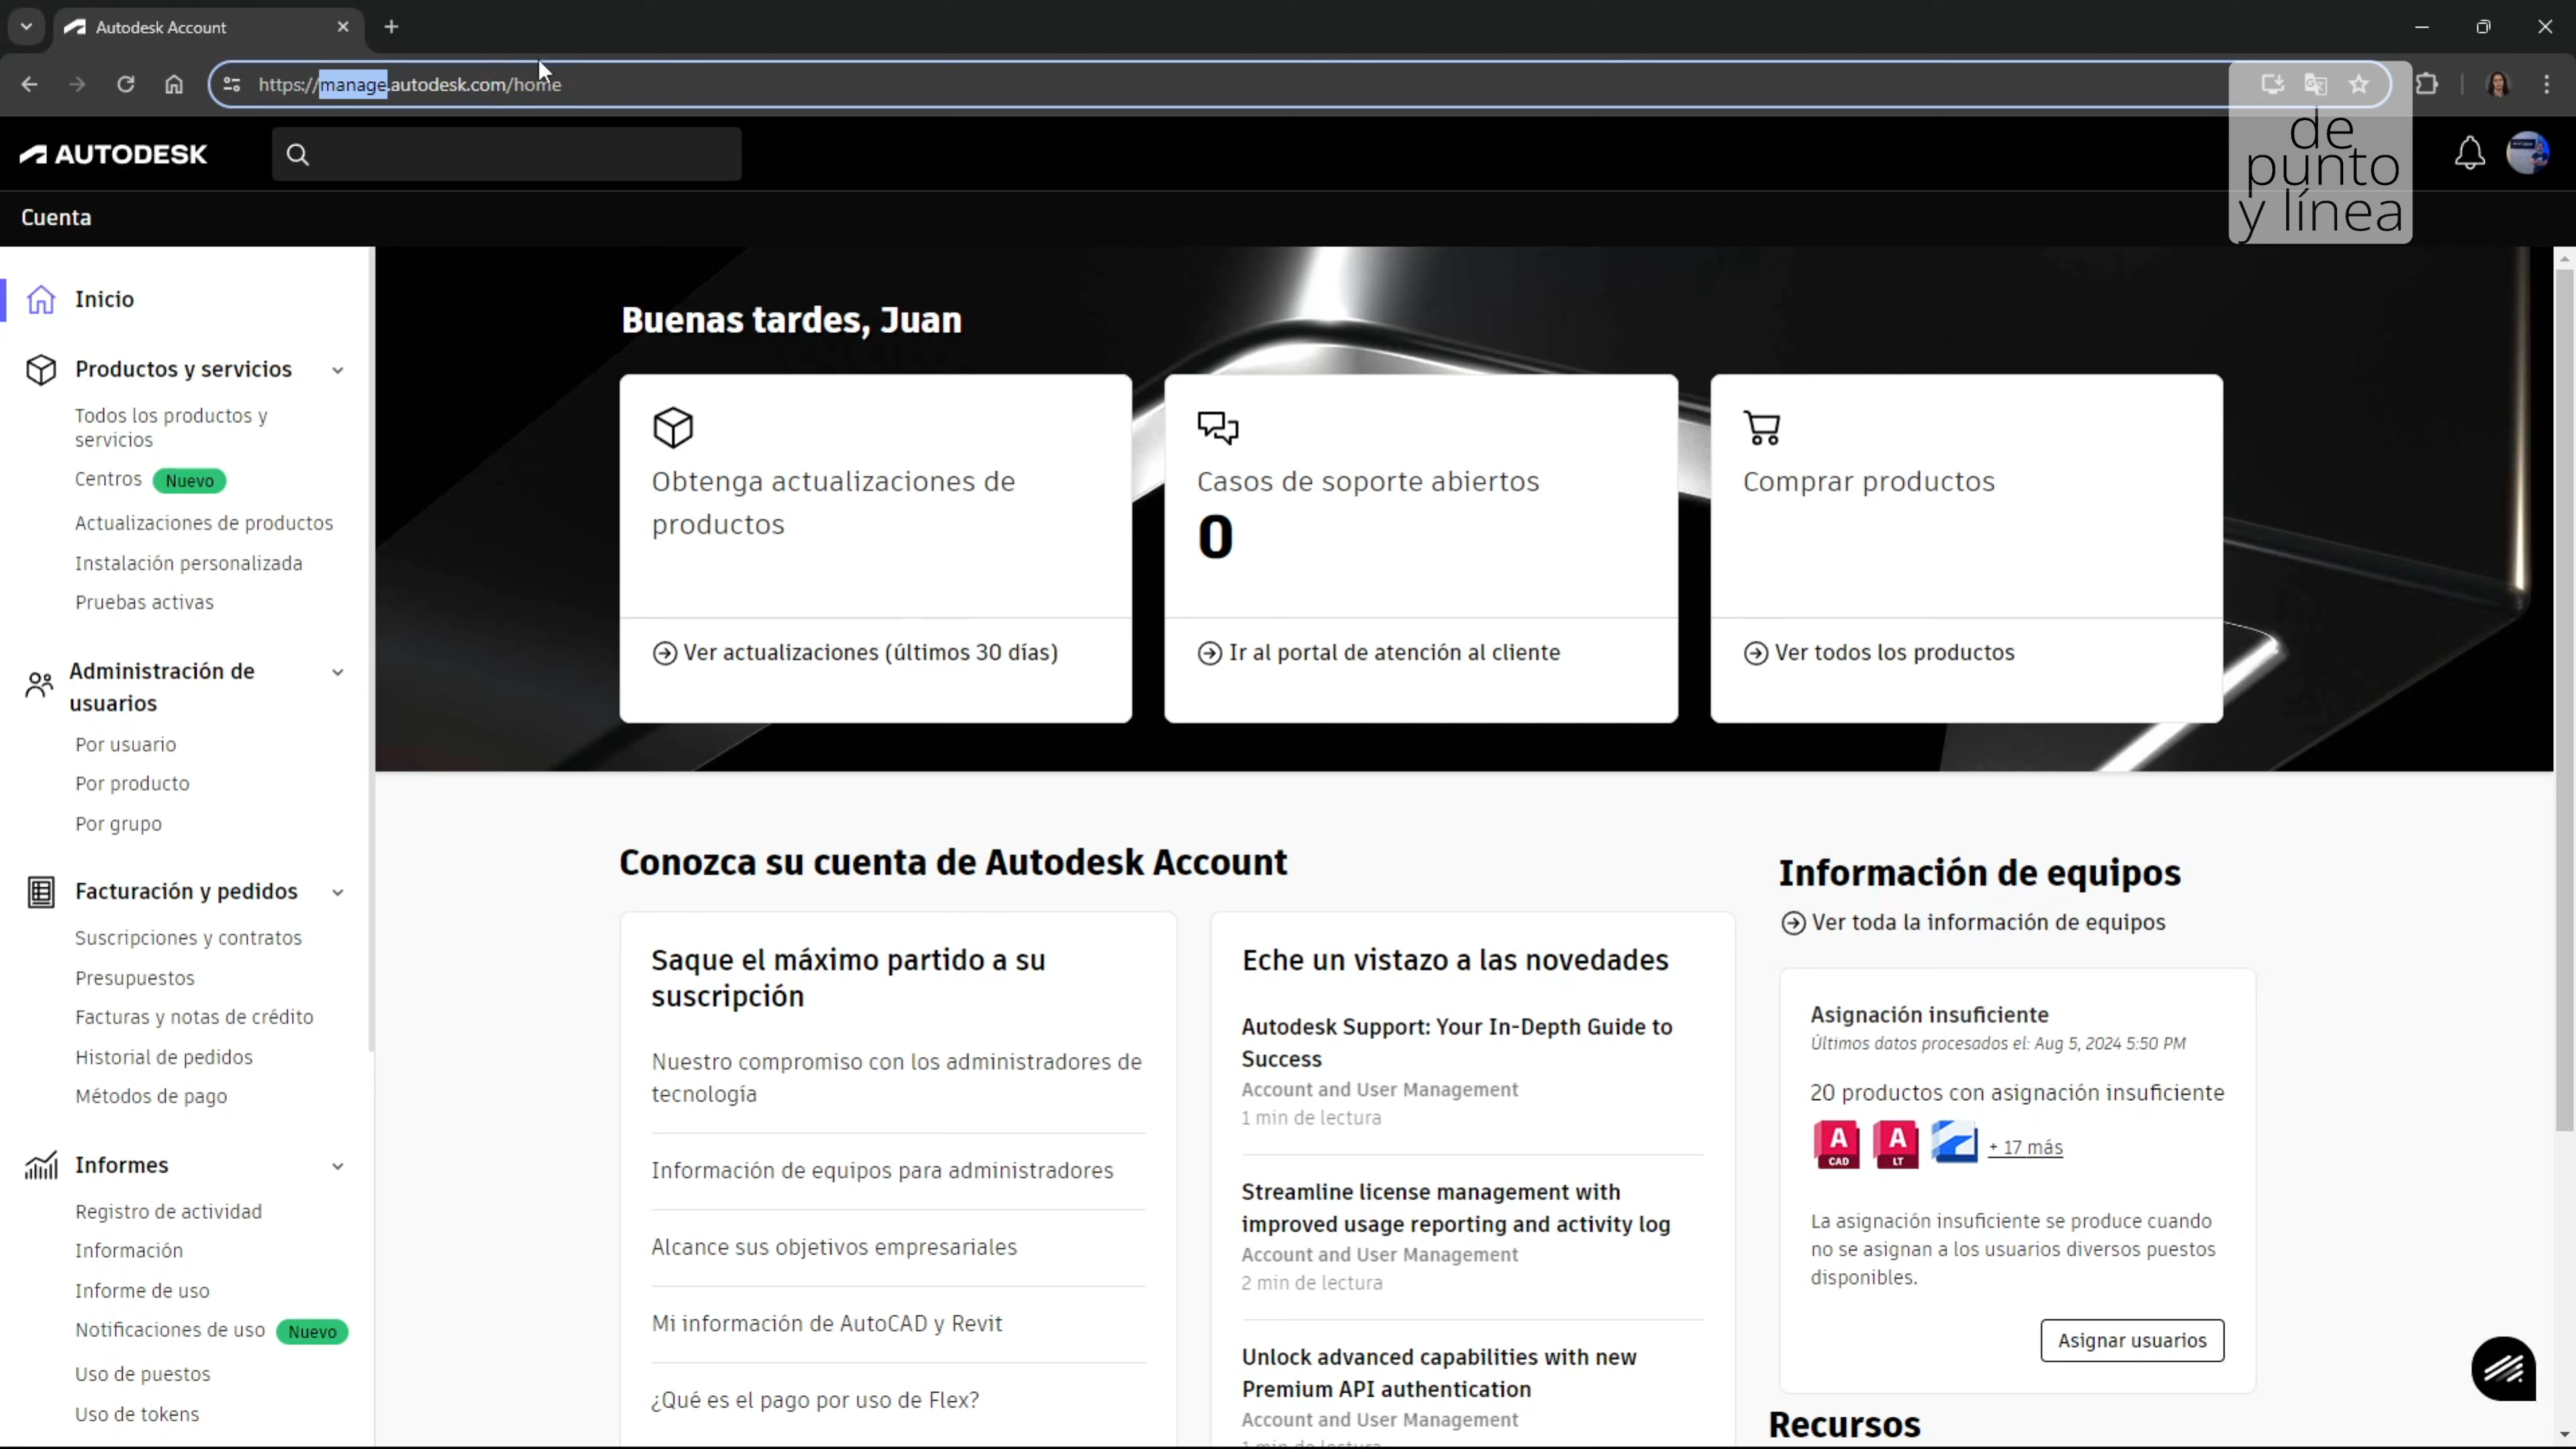 Autodesk Account
https://manage.autodesk.com/home
AUTODESK
de
punto
y línea
Cuenta
Inicio
Productos y servicios
Todos los productos y
servicios
Centros Nuevo
Actualizaciones de productos
Instalación personalizada
Pruebas activas
Administración de
usuarios
Por usuario
Por producto
Por grupo
Facturación y pedidos
Suscripciones y contratos
Presupuestos
Facturas y notas de crédito
Historial de pedidos
Métodos de pago
Informes
Registro de actividad
Información
Informe de uso
Notificaciones de uso Nuevo
Uso de puestos
Uso de tokens
Buenas tardes, Juan
Obtenga actualizaciones de
productos
Ver actualizaciones (últimos 30 días)
Casos de soporte abiertos
0
Ir al portal de atención al cliente
Comprar productos
Ver todos los productos
Conozca su cuenta de Autodesk Account
Saque el máximo partido a su
suscripción
Nuestro compromiso con los administradores de
tecnología
Información de equipos para administradores
Alcance sus objetivos empresariales
Mi información de AutoCAD y Revit
¿Qué es el pago por uso de Flex?
Eche un vistazo a las novedades
Autodesk Support: Your In-Depth Guide to
Success
Account and User Management
1 min de lectura
Streamline license management with
improved usage reporting and activity log
Account and User Management
2 min de lectura
Unlock advanced capabilities with new
Premium API authentication
Account and User Management
1 min de lectura
Información de equipos
Ver toda la información de equipos
Asignación insuficiente
Últimos datos procesados el: Aug 5, 2024 5:50 PM
20 productos con asignación insuficiente
A CAD A LT + 17 más
La asignación insuficiente se produce cuando
no se asignan a los usuarios diversos puestos
disponibles.
Asignar usuarios
Recursos